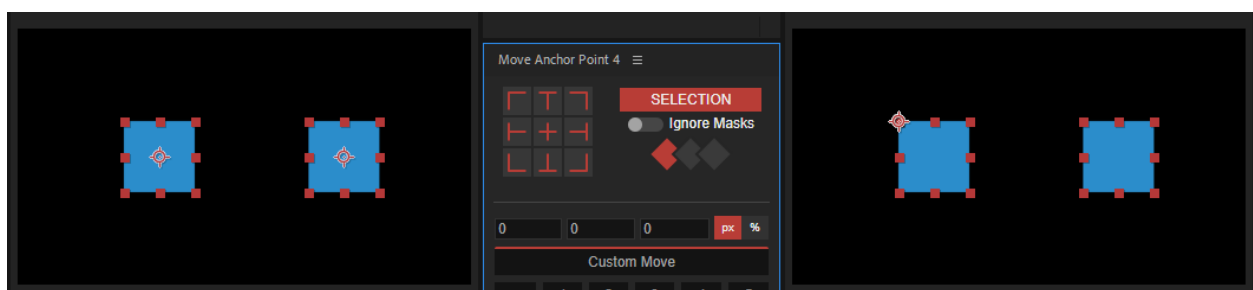 Move Anchor Point 4
SELECTION
Ignore Masks
0 0 0 px %
Custom Move